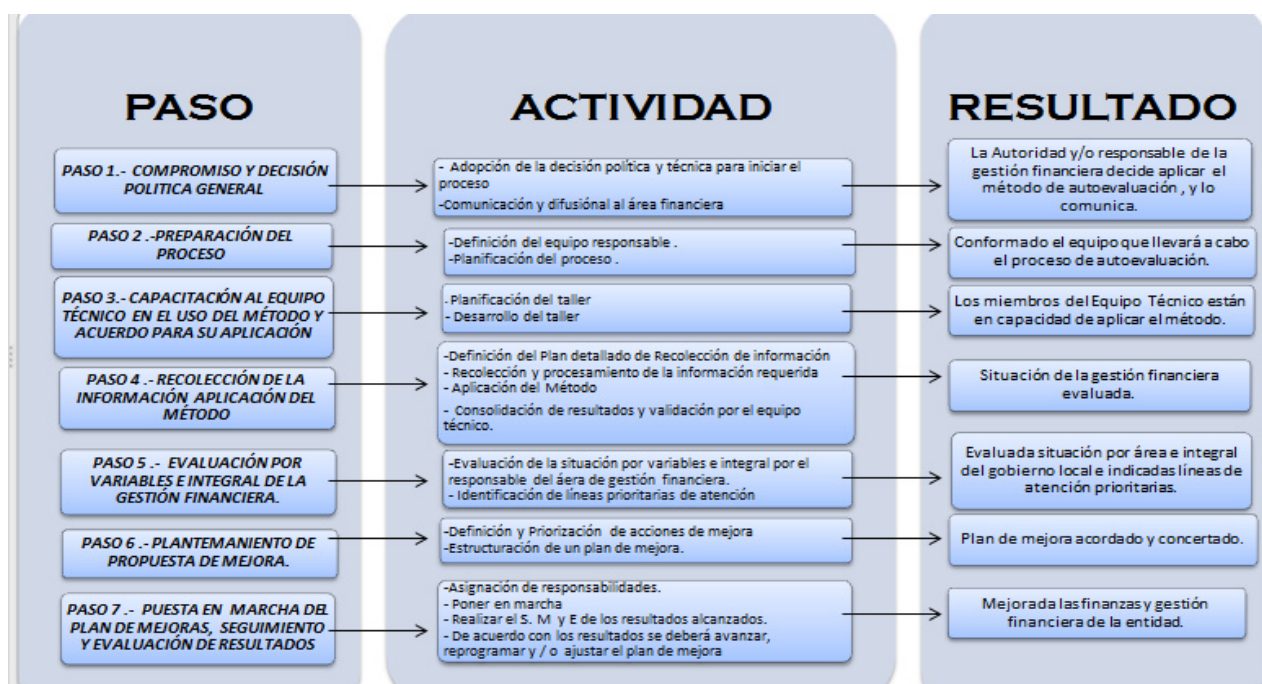 PASO
ACTIVIDAD
RESULTADO
PASO 1.- COMPROMISO Y DECISIÓN
POLITICA GENERAL
- Adopción de la decisión política y técnica para iniciar el
proceso
-Comunicación y difusiónal al área financiera
La Autoridad y/o responsable de la
gestión financiera decide aplicar el
método de autoevaluación , y lo
comunica.
PASO 2 .-PREPARACIÓN DEL
PROCESO
-Definición del equipo responsable .
-Planificación del proceso .
Conformado el equipo que llevará a cabo
el proceso de autoevaluación.
PASO 3.- CAPACITACIÓN AL EQUIPO
TÉCNICO EN EL USO DEL MÉTODO Y
ACUERDO PARA SU APLICACIÓN
- Planificación del taller
- Desarrollo del taller
Los miembros del Equipo Técnico están
en capacidad de aplicar el método.
PASO 4 .-RECOLECCIÓN DE LA
INFORMACIÓN APLICACIÓN DEL
MÉTODO
-Definición del Plan detallado de Recolección de información
- Recolección y procesamiento de la información requerida
- Aplicación del Método
- Consolidación de resultados y validación por el equipo
técnico.
Situación de la gestión financiera
evaluada.
PASO 5 .- EVALUACIÓN POR
VARIABLES E INTEGRAL DE LA
GESTIÓN FINANCIERA.
-Evaluación de la situación por variables e integral por el
responsable del áera de gestión financiera.
- Identificación de líneas prioritarias de atención
Evaluada situación por área e integral
del gobierno local e indicadas líneas de
atención prioritarias.
PASO 6 .-PLANTEMANIENTO DE
PROPUESTA DE MEJORA.
-Definición y Priorización de acciones de mejora
-Estructuración de un plan de mejora.
Plan de mejora acordado y concertado.
PASO 7 .- PUESTA EN MARCHA DEL
PLAN DE MEJORAS, SEGUIMIENTO
Y EVALUACIÓN DE RESULTADOS
-Asignación de responsabilidades.
- Poner en marcha
- Realizar el S. M y E de los resultados alcanzados.
- De acuerdo con los resultados se deberá avanzar,
reprogramar y / o ajustar el plan de mejora
Mejorada las finanzas y gestión
financiera de la entidad.